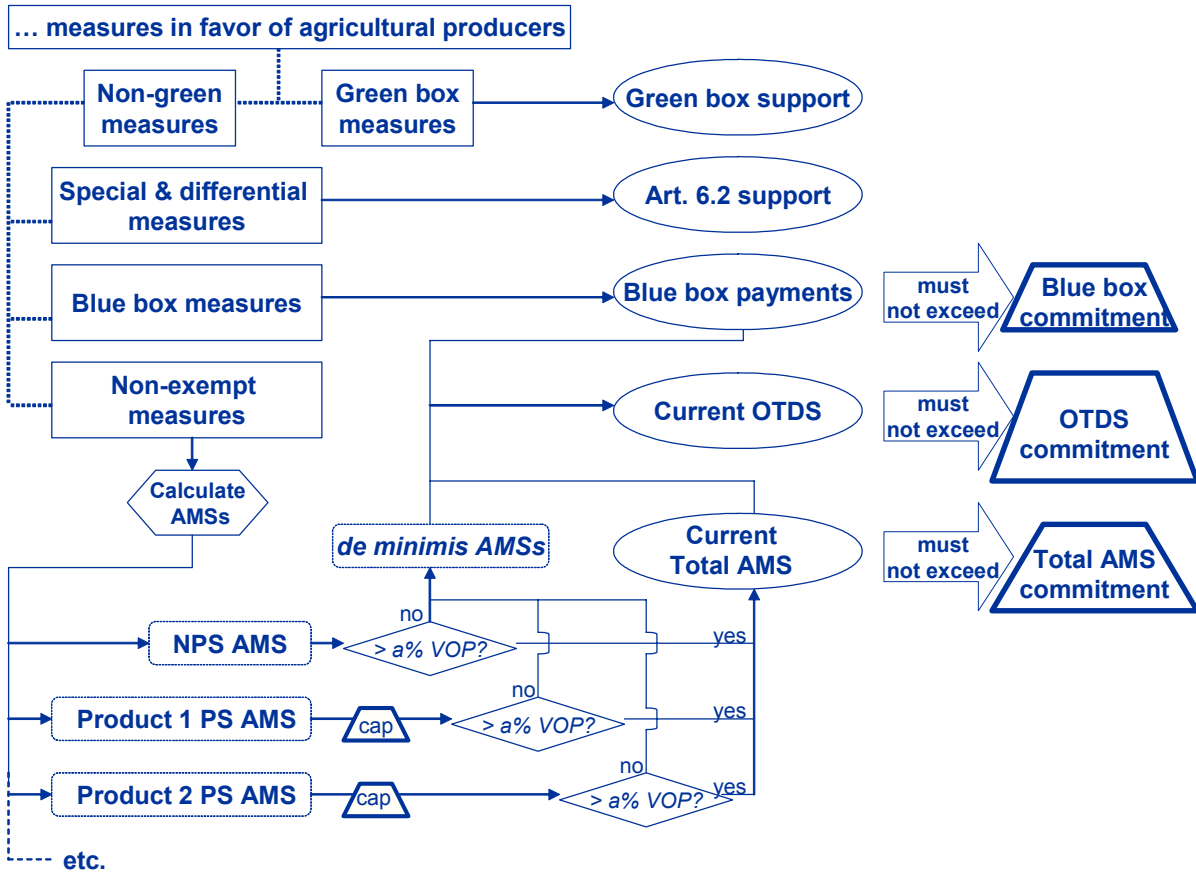 ... measures in favor of agricultural producers
Non-green
measures
Green box
measures
Green box support
Special & differential
measures
Art. 6.2 support
Blue box measures
Blue box payments
must
not exceed
Blue box
commitment
Non-exempt
measures
Current OTDS
must
not exceed
OTDS
commitment
Calculate
AMSs
de minimis AMSs
Current
Total AMS
must
not exceed
Total AMS
commitment
no
NPS AMS
> a% VOP?
yes
no
Product 1 PS AMS
cap
> a% VOP?
yes
no
Product 2 PS AMS
cap
> a% VOP?
yes
etc.